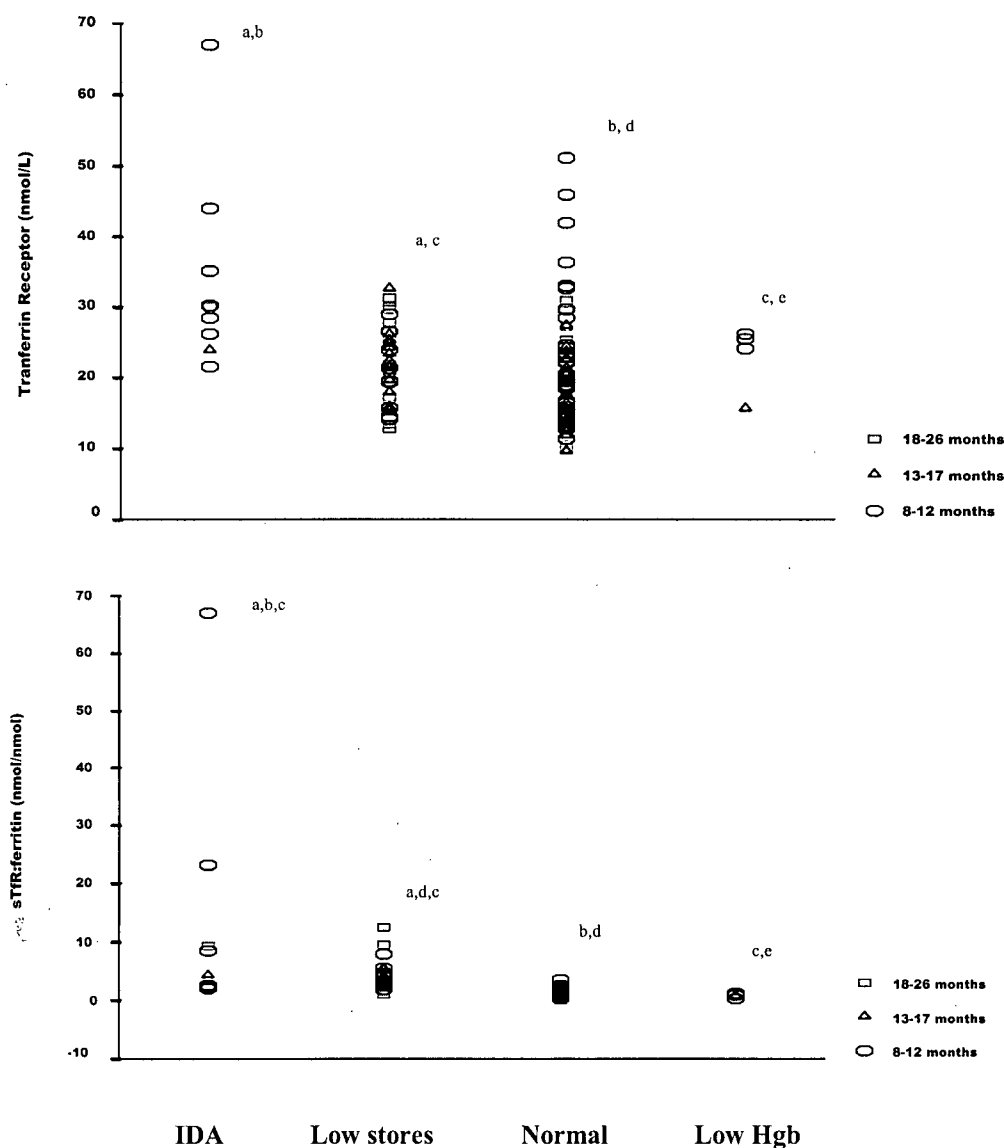 70
60
50
40
30
20
10
0
Tranferrin Receptor (nmol/L)
a,b
a, c
b, d
c, e
18-26 months
13-17 months
8-12 months
70
60
50
40
30
20
10
0
-10
sTfR:ferritin (nmol/nmol)
a,b,c
a,d,c
b,d
c,e
18-26 months
13-17 months
8-12 months
IDA Low stores Normal Low Hgb